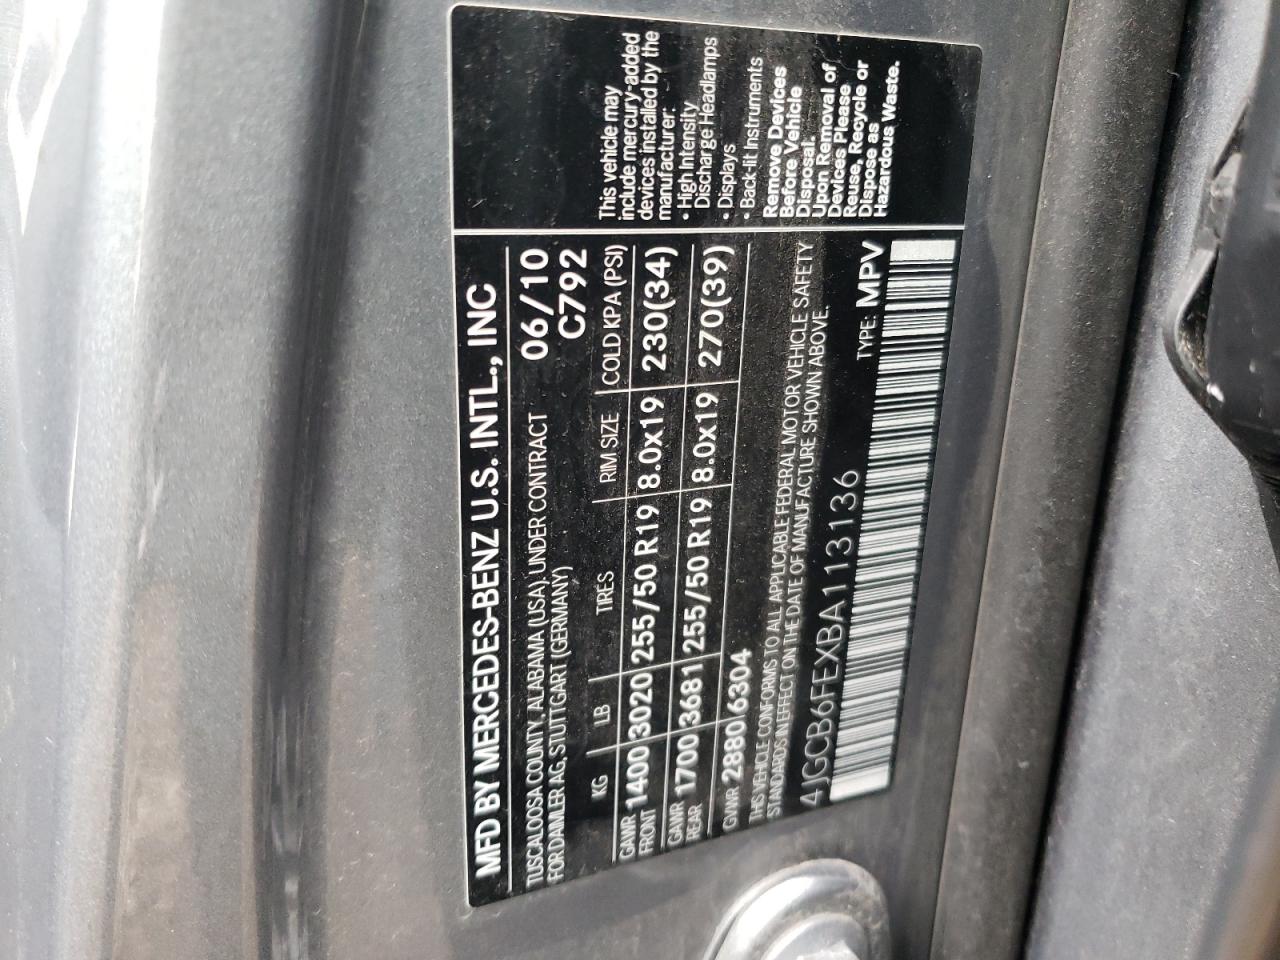 MFD BY MERCEDES-BENZ U.S. INTL., INC
TUSCALOOSA COUNTY, ALABAMA (USA), UNDER CONTRACT 06/10
FOR DAIMLER AG, STUTTGART (GERMANY) C792
KG LB TIRES RIM SIZE COLD KPA (PSI)
GAWR FRONT 1400 3020 255/50 R19 8.0x19 230(34)
GAWR REAR 1700 3681 255/50 R19 8.0x19 270(39)
GVWR 2880 6304
THIS VEHICLE CONFORMS TO ALL APPLICABLE FEDERAL MOTOR VEHICLE SAFETY
STANDARDS IN EFFECT ON THE DATE OF MANUFACTURE SHOWN ABOVE.
4JGCB6FEXBA113136 TYPE: MPV
This vehicle may
include mercury-added
devices installed by the
manufacturer:
• High Intensity
Discharge Headlamps
• Displays
• Back-lit Instruments
Remove Devices
Before Vehicle
Disposal.
Upon Removal of
Devices Please
Reuse, Recycle or
Dispose as
Hazardous Waste.